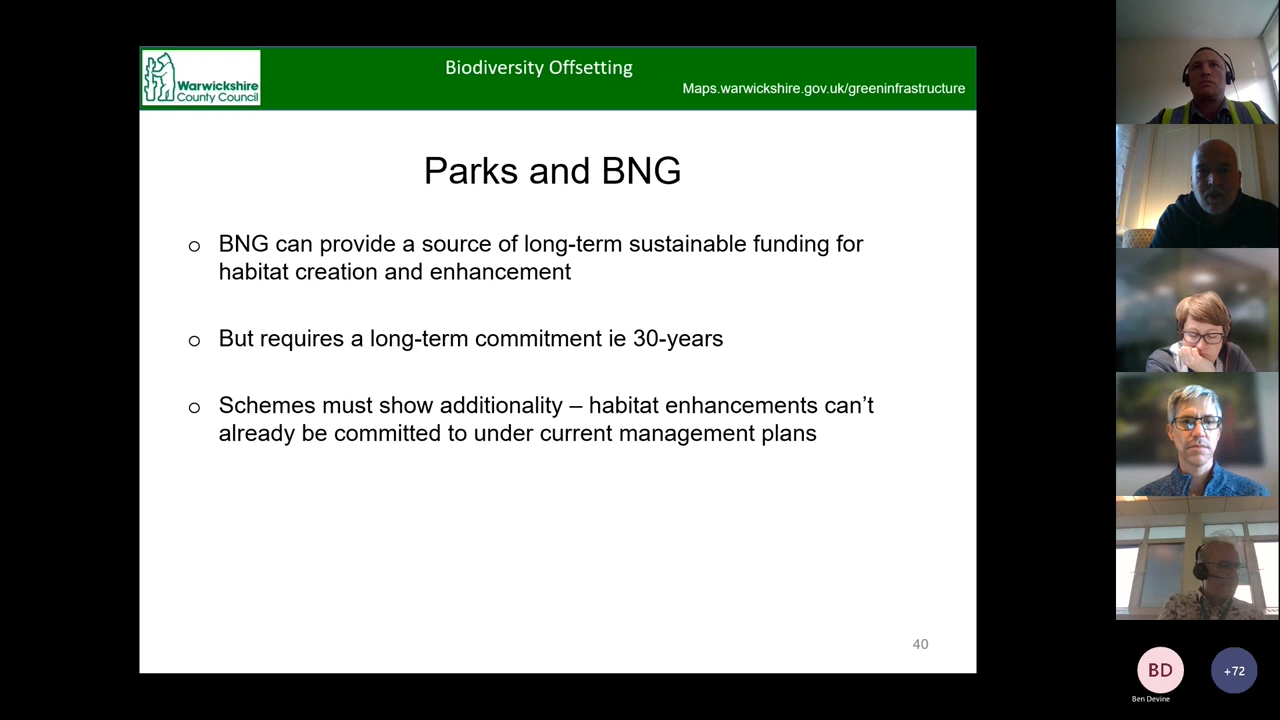 Warwickshire
County Council
Biodiversity Offsetting
Maps.warwickshire.gov.uk/greeninfrastructure
Parks and BNG
BNG can provide a source of long-term sustainable funding for
habitat creation and enhancement
But requires a long-term commitment ie 30-years
Schemes must show additionality – habitat enhancements can’t
already be committed to under current management plans
40
BD
Ben Devine
+72